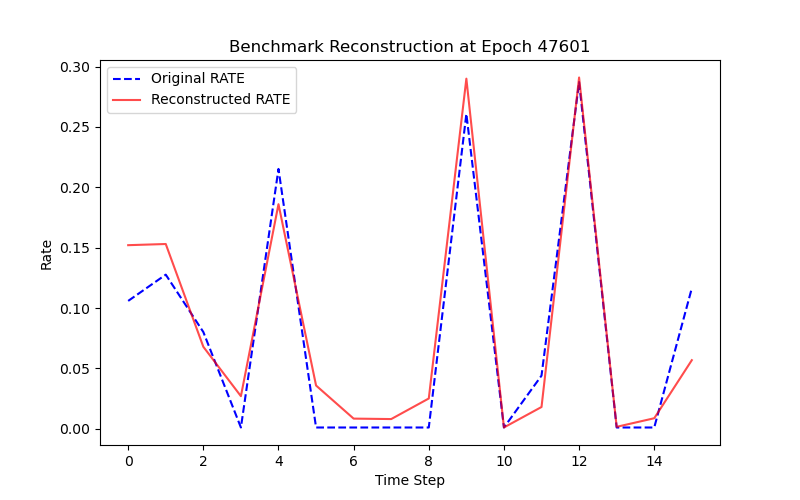 Benchmark Reconstruction at Epoch 47601
Original RATE
Reconstructed RATE
0.30
0.25
0.20
0.15
0.10
0.05
0.00
Rate
0 2 4 6 8 10 12 14
Time Step